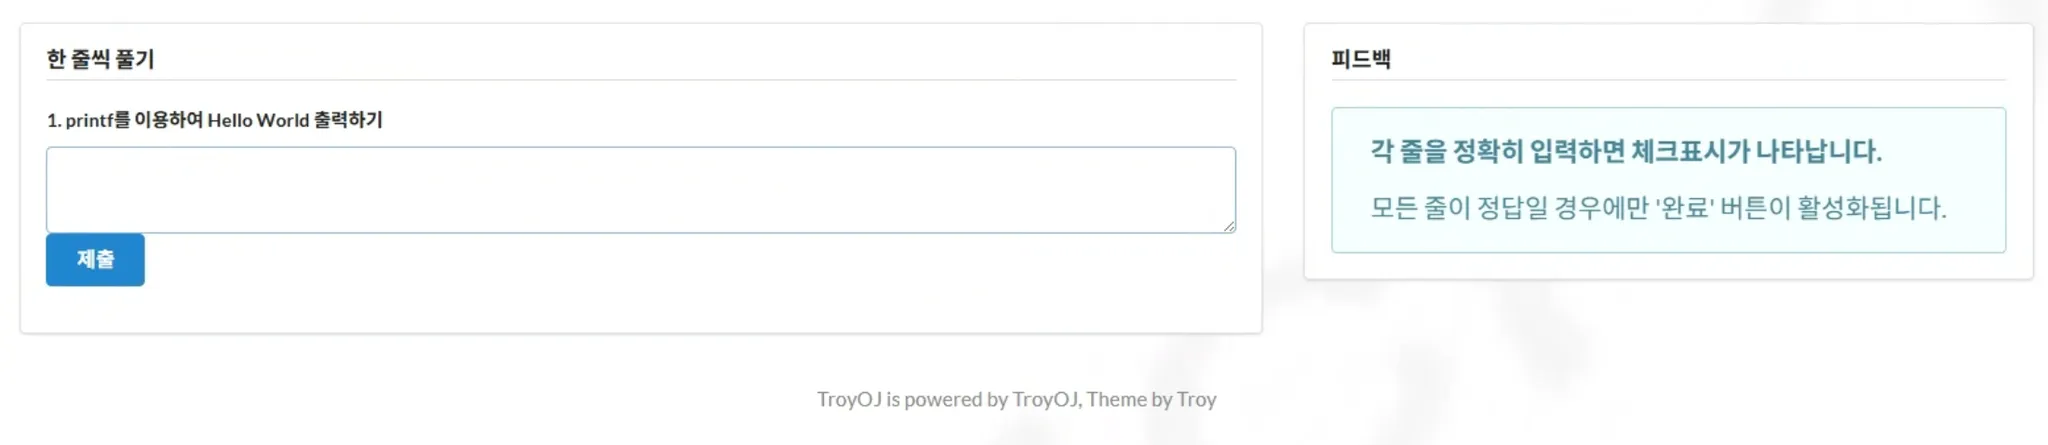 한 줄씩 풀기
1. printf를 이용하여 Hello World 출력하기
제출
피드백
각 줄을 정확히 입력하면 체크표시가 나타납니다.
모든 줄이 정답일 경우에만 '완료' 버튼이 활성화됩니다.
TroyOJ is powered by TroyOJ, Theme by Troy